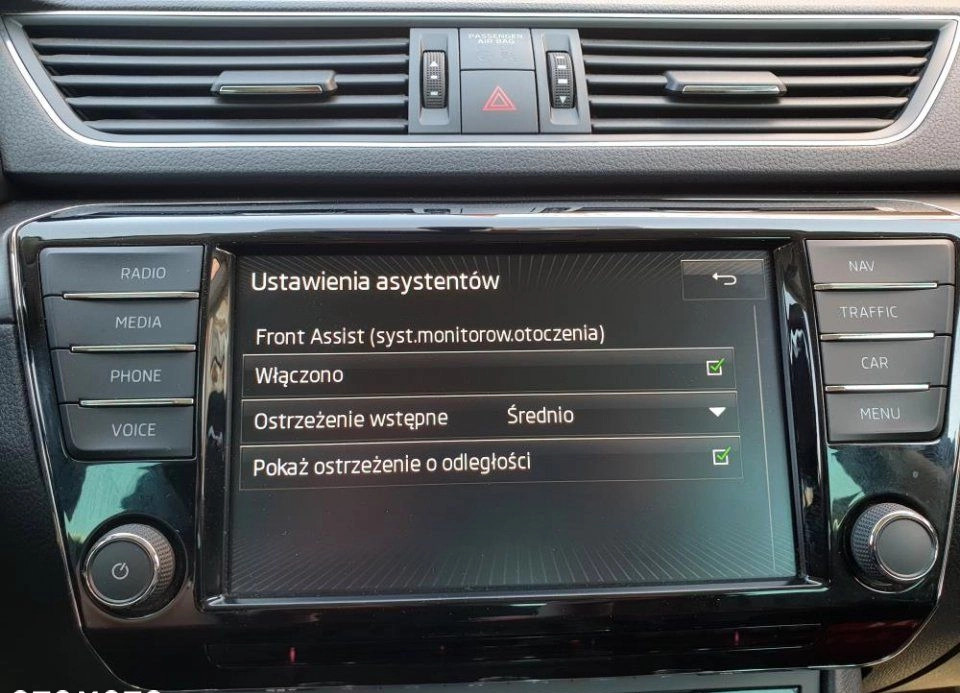 PASSENGER
AIR BAG
RADIO
MEDIA
PHONE
VOICE
Ustawienia asystentów
Front Assist (syst.monitorow.otoczenia)
Włączono
Ostrzeżenie wstępne Średnio
Pokaż ostrzeżenie o odległości
NAV
TRAFFIC
CAR
MENU